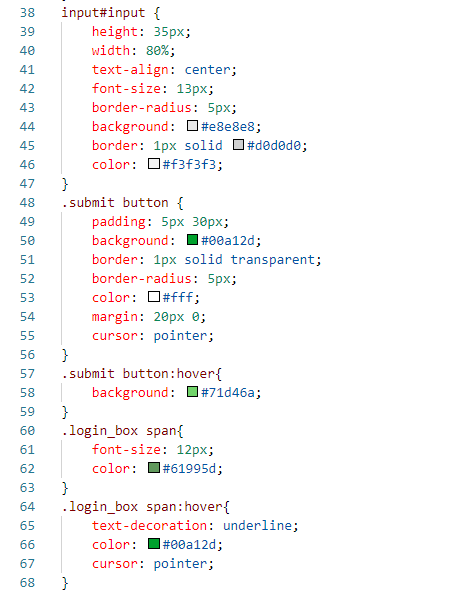 38 input#input {
39 height: 35px;
40 width: 80%;
41 text-align: center;
42 font-size: 13px;
43 border-radius: 5px;
44 background: #e8e8e8;
45 border: 1px solid #d0d0d0;
46 color: #f3f3f3;
47 }
48 .submit button {
49 padding: 5px 30px;
50 background: #00a12d;
51 border: 1px solid transparent;
52 border-radius: 5px;
53 color: #fff;
54 margin: 20px 0;
55 cursor: pointer;
56 }
57 .submit button:hover{
58 background: #71d46a;
59 }
60 .login_box span{
61 font-size: 12px;
62 color: #61995d;
63 }
64 .login_box span:hover{
65 text-decoration: underline;
66 color: #00a12d;
67 cursor: pointer;
68 }